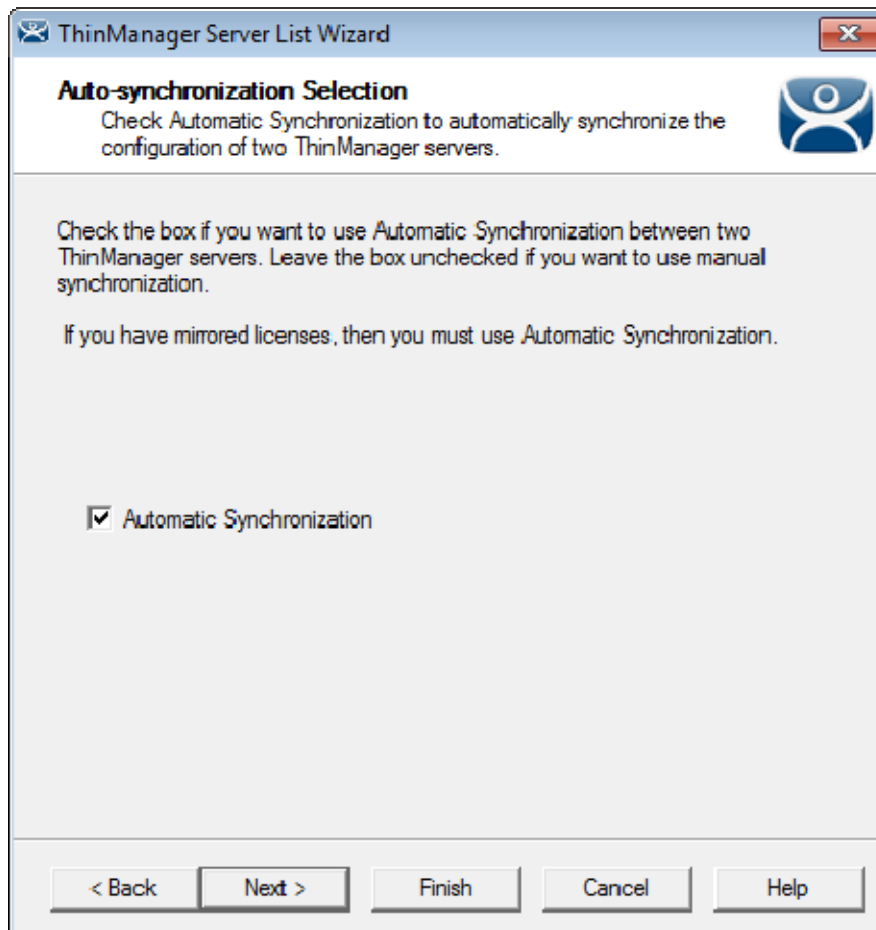 ThinManager Server List Wizard
Auto-synchronization Selection
Check Automatic Synchronization to automatically synchronize the
configuration of two ThinManager servers.
Check the box if you want to use Automatic Synchronization between two
ThinManager servers. Leave the box unchecked if you want to use manual
synchronization.
If you have mirrored licenses, then you must use Automatic Synchronization.
Automatic Synchronization
< Back Next > Finish Cancel Help